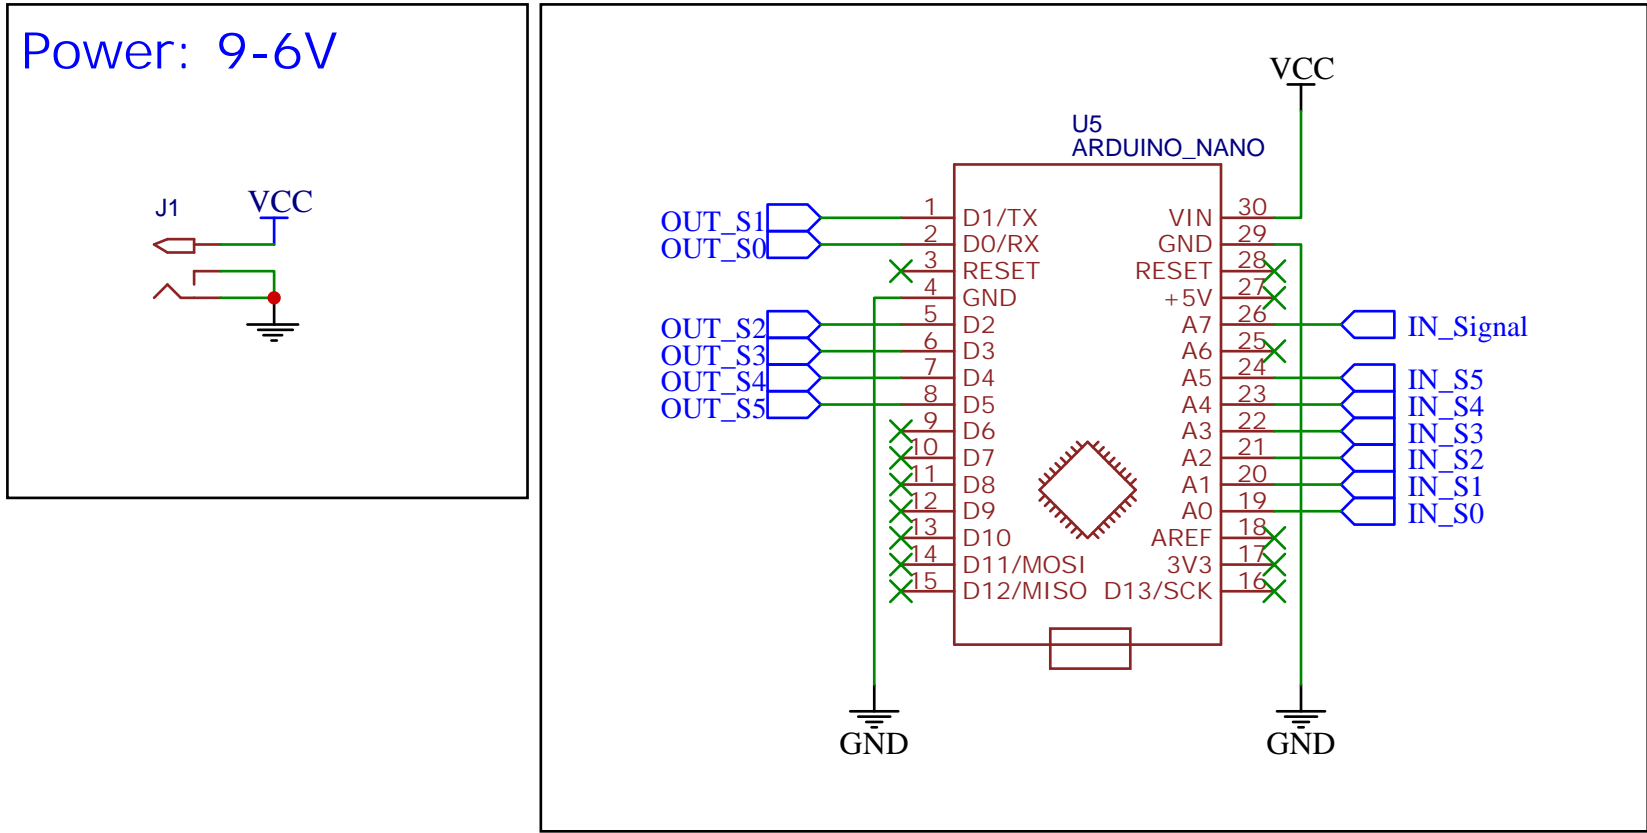 Power: 9-6V
J1
VCC
VCC
U5
ARDUINO_NANO
OUT_S1 1 D1/TX VIN 30
OUT_S0 2 D0/RX GND 29
3 RESET RESET 28
4 GND +5V 27
OUT_S2 5 D2 A7 26 IN_Signal
OUT_S3 6 D3 A6 25
OUT_S4 7 D4 A5 24 IN_S5
OUT_S5 8 D5 A4 23 IN_S4
9 D6 A3 22 IN_S3
10 D7 A2 21 IN_S2
11 D8 A1 20 IN_S1
12 D9 A0 19 IN_S0
13 D10 AREF 18
14 D11/MOSI 3V3 17
15 D12/MISO D13/SCK 16
GND GND